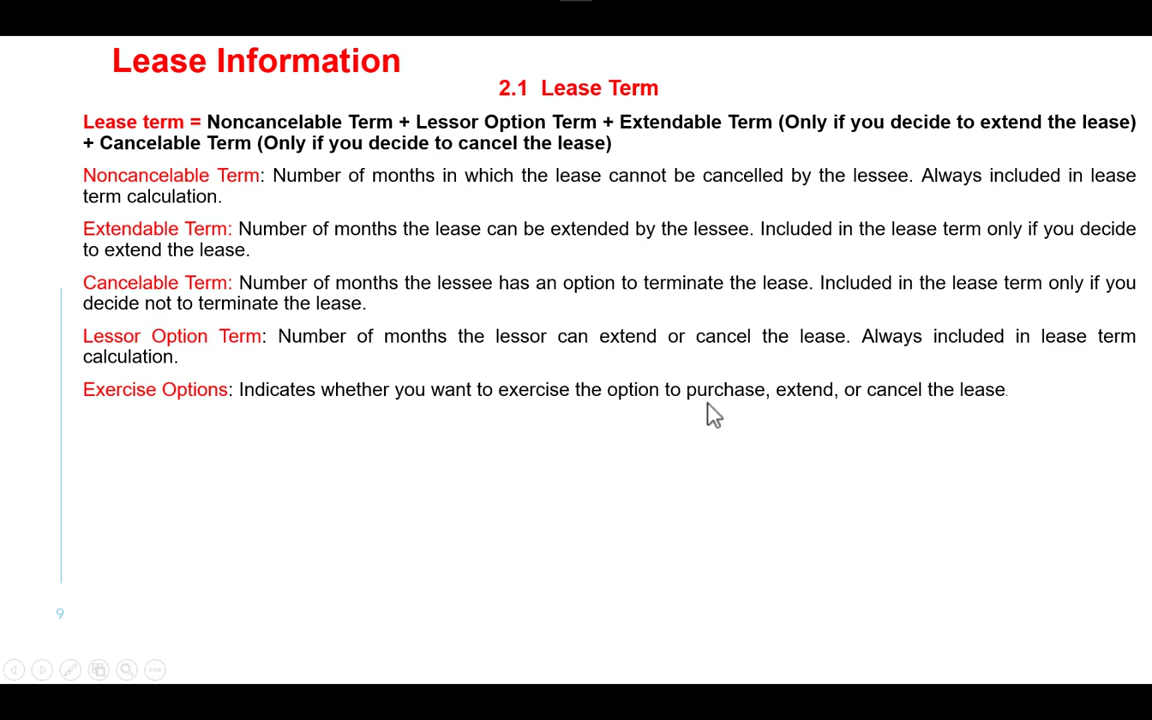 Lease Information
2.1 Lease Term
Lease term = Noncancelable Term + Lessor Option Term + Extendable Term (Only if you decide to extend the lease)
+ Cancelable Term (Only if you decide to cancel the lease)
Noncancelable Term: Number of months in which the lease cannot be cancelled by the lessee. Always included in lease
term calculation.
Extendable Term: Number of months the lease can be extended by the lessee. Included in the lease term only if you decide
to extend the lease.
Cancelable Term: Number of months the lessee has an option to terminate the lease. Included in the lease term only if you
decide not to terminate the lease.
Lessor Option Term: Number of months the lessor can extend or cancel the lease. Always included in lease term
calculation.
Exercise Options: Indicates whether you want to exercise the option to purchase, extend, or cancel the lease.
9